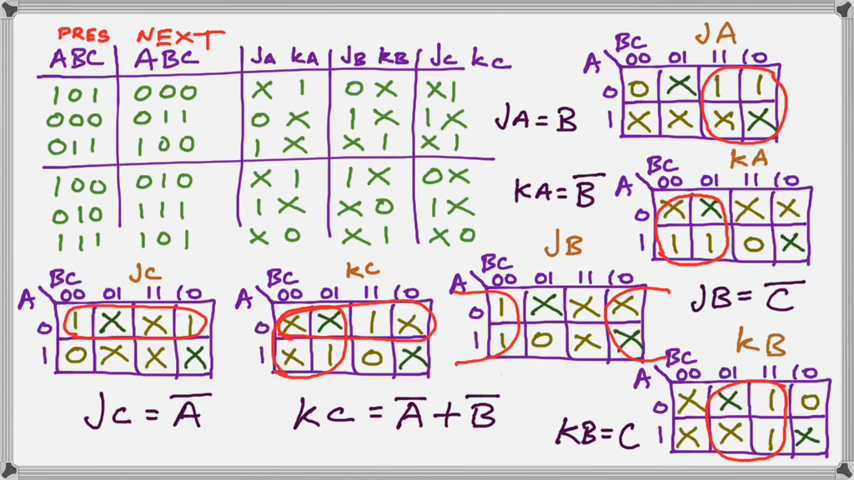 PRES NEXT
ABC ABC JA KA JB KB JC KC
101 000 X 1 0 X X 1
000 011 0 X 1 X 1 X
011 100 1 X X 1 X 1
100 010 X 1 1 X 0 X
010 111 1 X X 0 1 X
111 101 X 0 X 1 X 0
JA
BC
A 00 01 11 10
0 0 X 1 1
1 X X X X
JA = B
KA
BC
A 00 01 11 10
0 X X X X
1 1 1 0 X
KA = B̅
JC
BC
A 00 01 11 10
0 1 X X 1
1 0 X X X
JC = A̅
KC
BC
A 00 01 11 10
0 X X 1 X
1 X 1 0 X
KC = A̅ + B̅
JB
BC
A 00 01 11 10
0 1 X X X
1 1 0 X X
JB = C̅
KB
BC
A 00 01 11 10
0 X X 1 0
1 X X 1 X
KB = C